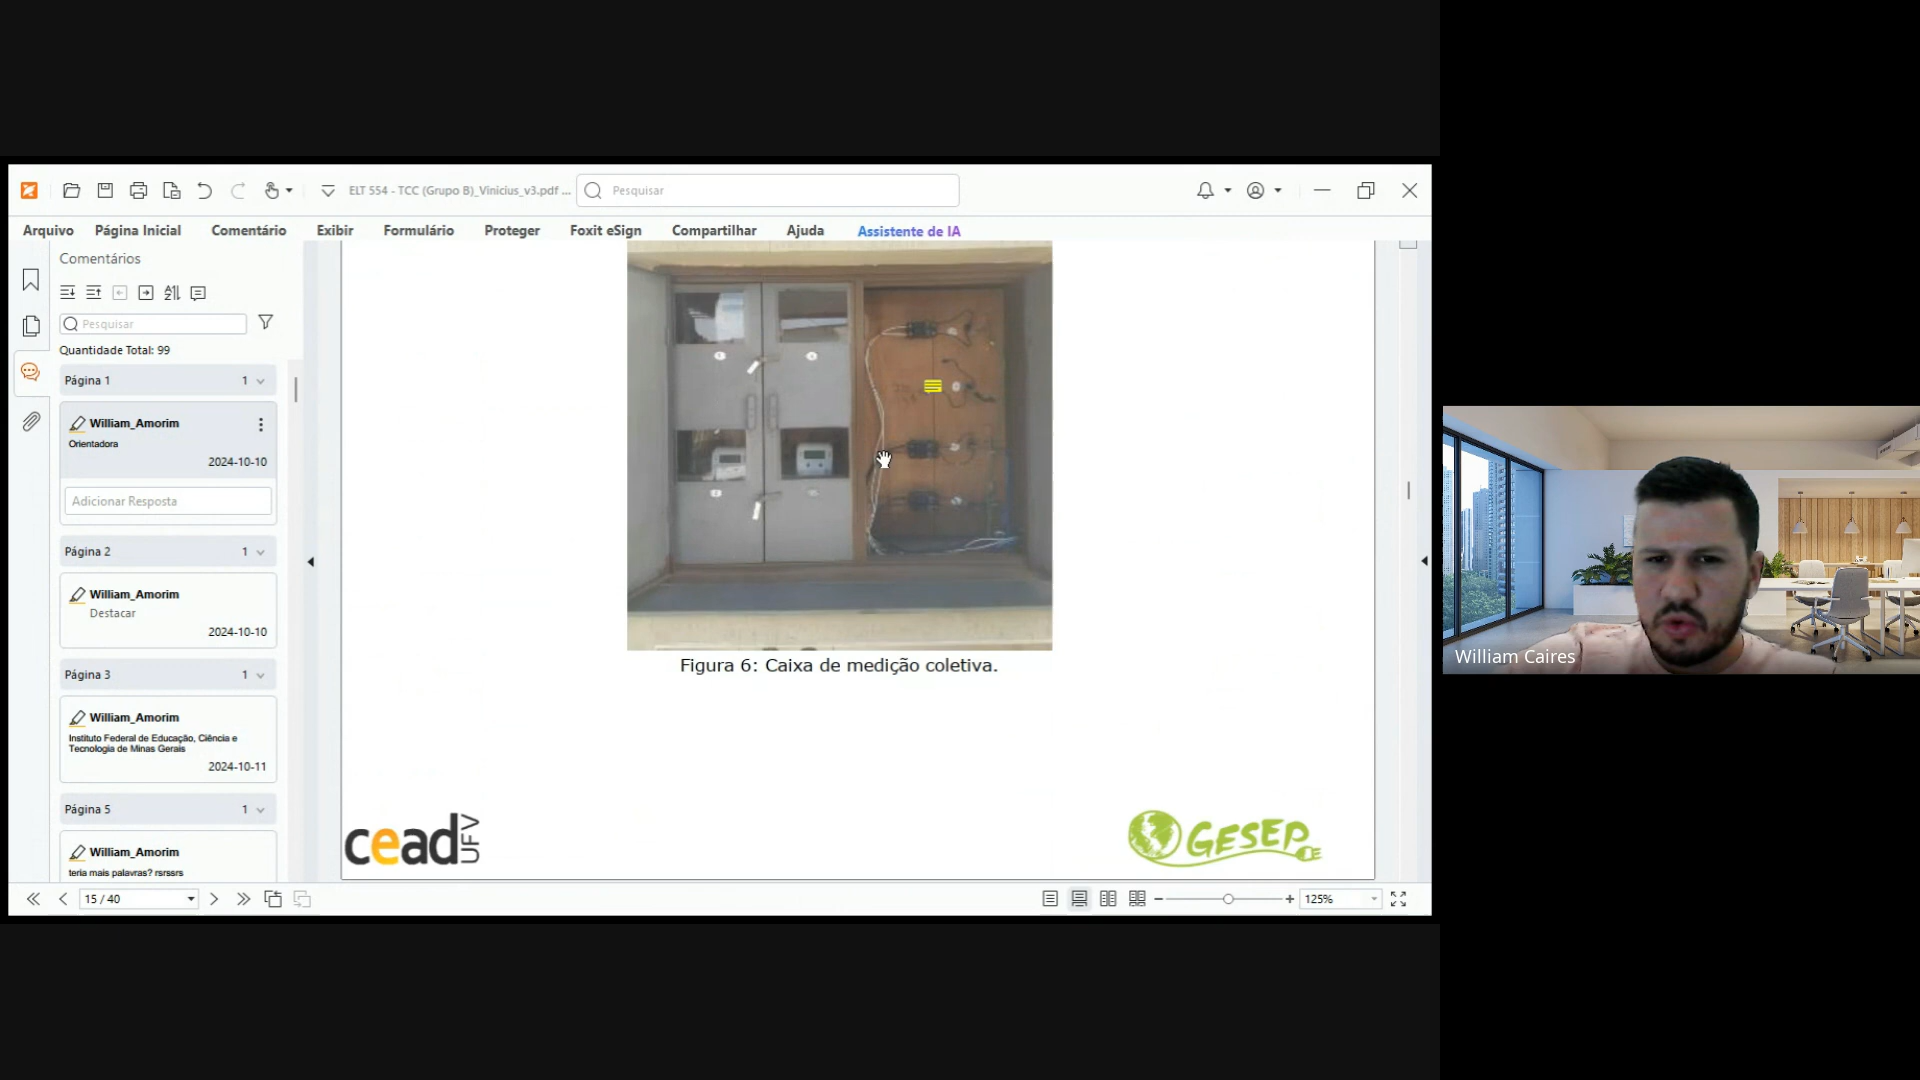 ELT 554 - TCC (Grupo B)_Vinicius_v3.pdf ...
Pesquisar
Arquivo
Página Inicial
Comentário
Exibir
Formulário
Proteger
Foxit eSign
Compartilhar
Ajuda
Assistente de IA
Comentários
Pesquisar
Quantidade Total: 99
Página 1
1
William_Amorim
Orientadora
2024-10-10
Adicionar Resposta
Página 2
1
William_Amorim
Destacar
2024-10-10
Página 3
1
William_Amorim
Instituto Federal de Educação, Ciência e
Tecnologia de Minas Gerais
2024-10-11
Página 5
1
William_Amorim
teria mais palavras? rsrsrs
Figura 6: Caixa de medição coletiva.
cead UFV
GESEP
15 / 40
125%
William Caires